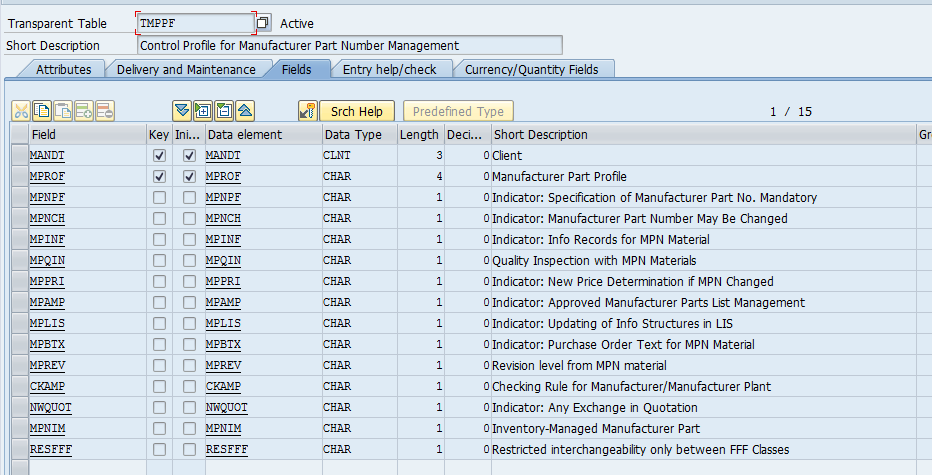 Transparent Table TMPPF Active
Short Description Control Profile for Manufacturer Part Number Management
Attributes Delivery and Maintenance Fields Entry help/check Currency/Quantity Fields
Srch Help Predefined Type 1 / 15
Field Key Ini... Data element Data Type Length Deci... Short Description Gr
MANDT MANDT CLNT 3 0 Client
MPROF MPROF CHAR 4 0 Manufacturer Part Profile
MPNPF MPNPF CHAR 1 0 Indicator: Specification of Manufacturer Part No. Mandatory
MPNCH MPNCH CHAR 1 0 Indicator: Manufacturer Part Number May Be Changed
MPINF MPINF CHAR 1 0 Indicator: Info Records for MPN Material
MPQIN MPQIN CHAR 1 0 Quality Inspection with MPN Materials
MPPRI MPPRI CHAR 1 0 Indicator: New Price Determination if MPN Changed
MPAMP MPAMP CHAR 1 0 Indicator: Approved Manufacturer Parts List Management
MPLIS MPLIS CHAR 1 0 Indicator: Updating of Info Structures in LIS
MPBTX MPBTX CHAR 1 0 Indicator: Purchase Order Text for MPN Material
MPREV MPREV CHAR 1 0 Revision level from MPN material
CKAMP CKAMP CHAR 1 0 Checking Rule for Manufacturer/Manufacturer Plant
NWQUOT NWQUOT CHAR 1 0 Indicator: Any Exchange in Quotation
MPNIM MPNIM CHAR 1 0 Inventory-Managed Manufacturer Part
RESFFF RESFFF CHAR 1 0 Restricted interchangeability only between FFF Classes